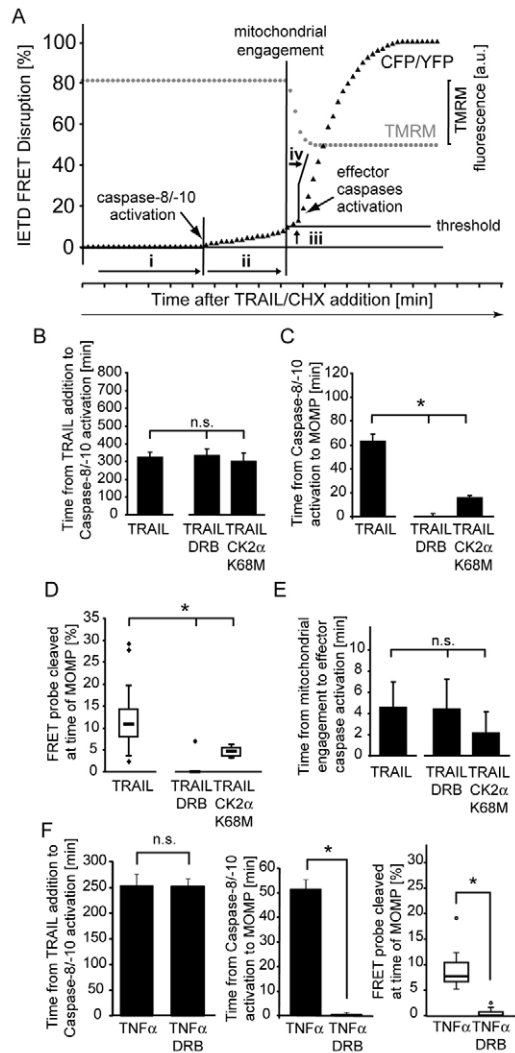 A
mitochondrial
engagement
CFP/YFP
TMRM
TMRM
fluorescence [a.u.]
IETD FRET Disruption [%]
100
80
60
40
20
0
caspase-8/-10
activation
iv
effector
caspases
activation
threshold
i
ii
iii
Time after TRAIL/CHX addition [min]
B
Time from TRAIL addition to
Caspase-8/-10 activation [min]
400
300
300
200
200
100
100
0
n.s.
TRAIL
TRAIL
DRB
TRAIL
CK2α
K68M
C
Time from Caspase-8/-10
activation to MOMP [min]
120
100
80
60
40
20
0
*
TRAIL
TRAIL
DRB
TRAIL
CK2α
K68M
D
FRET probe cleaved
at time of MOMP [%]
35
30
25
20
15
10
5
0
*
TRAIL
TRAIL
DRB
TRAIL
CK2α
K68M
E
Time from mitochondrial
engagement to effector
caspase activation [min]
10
8
6
4
4
2
0
n.s.
TRAIL
TRAIL
DRB
TRAIL
CK2α
K68M
F
Time from TRAIL addition to
Caspase-8/-10 activation [min]
250
200
150
100
50
0
n.s.
TNFα
TNFα
DRB
Time from Caspase-8/-10
activation to MOMP [min]
60
50
40
30
20
10
0
*
TNFα
TNFα
DRB
FRET probe cleaved
at time of MOMP [%]
30
25
20
15
10
5
0
*
TNFα
TNFα
DRB